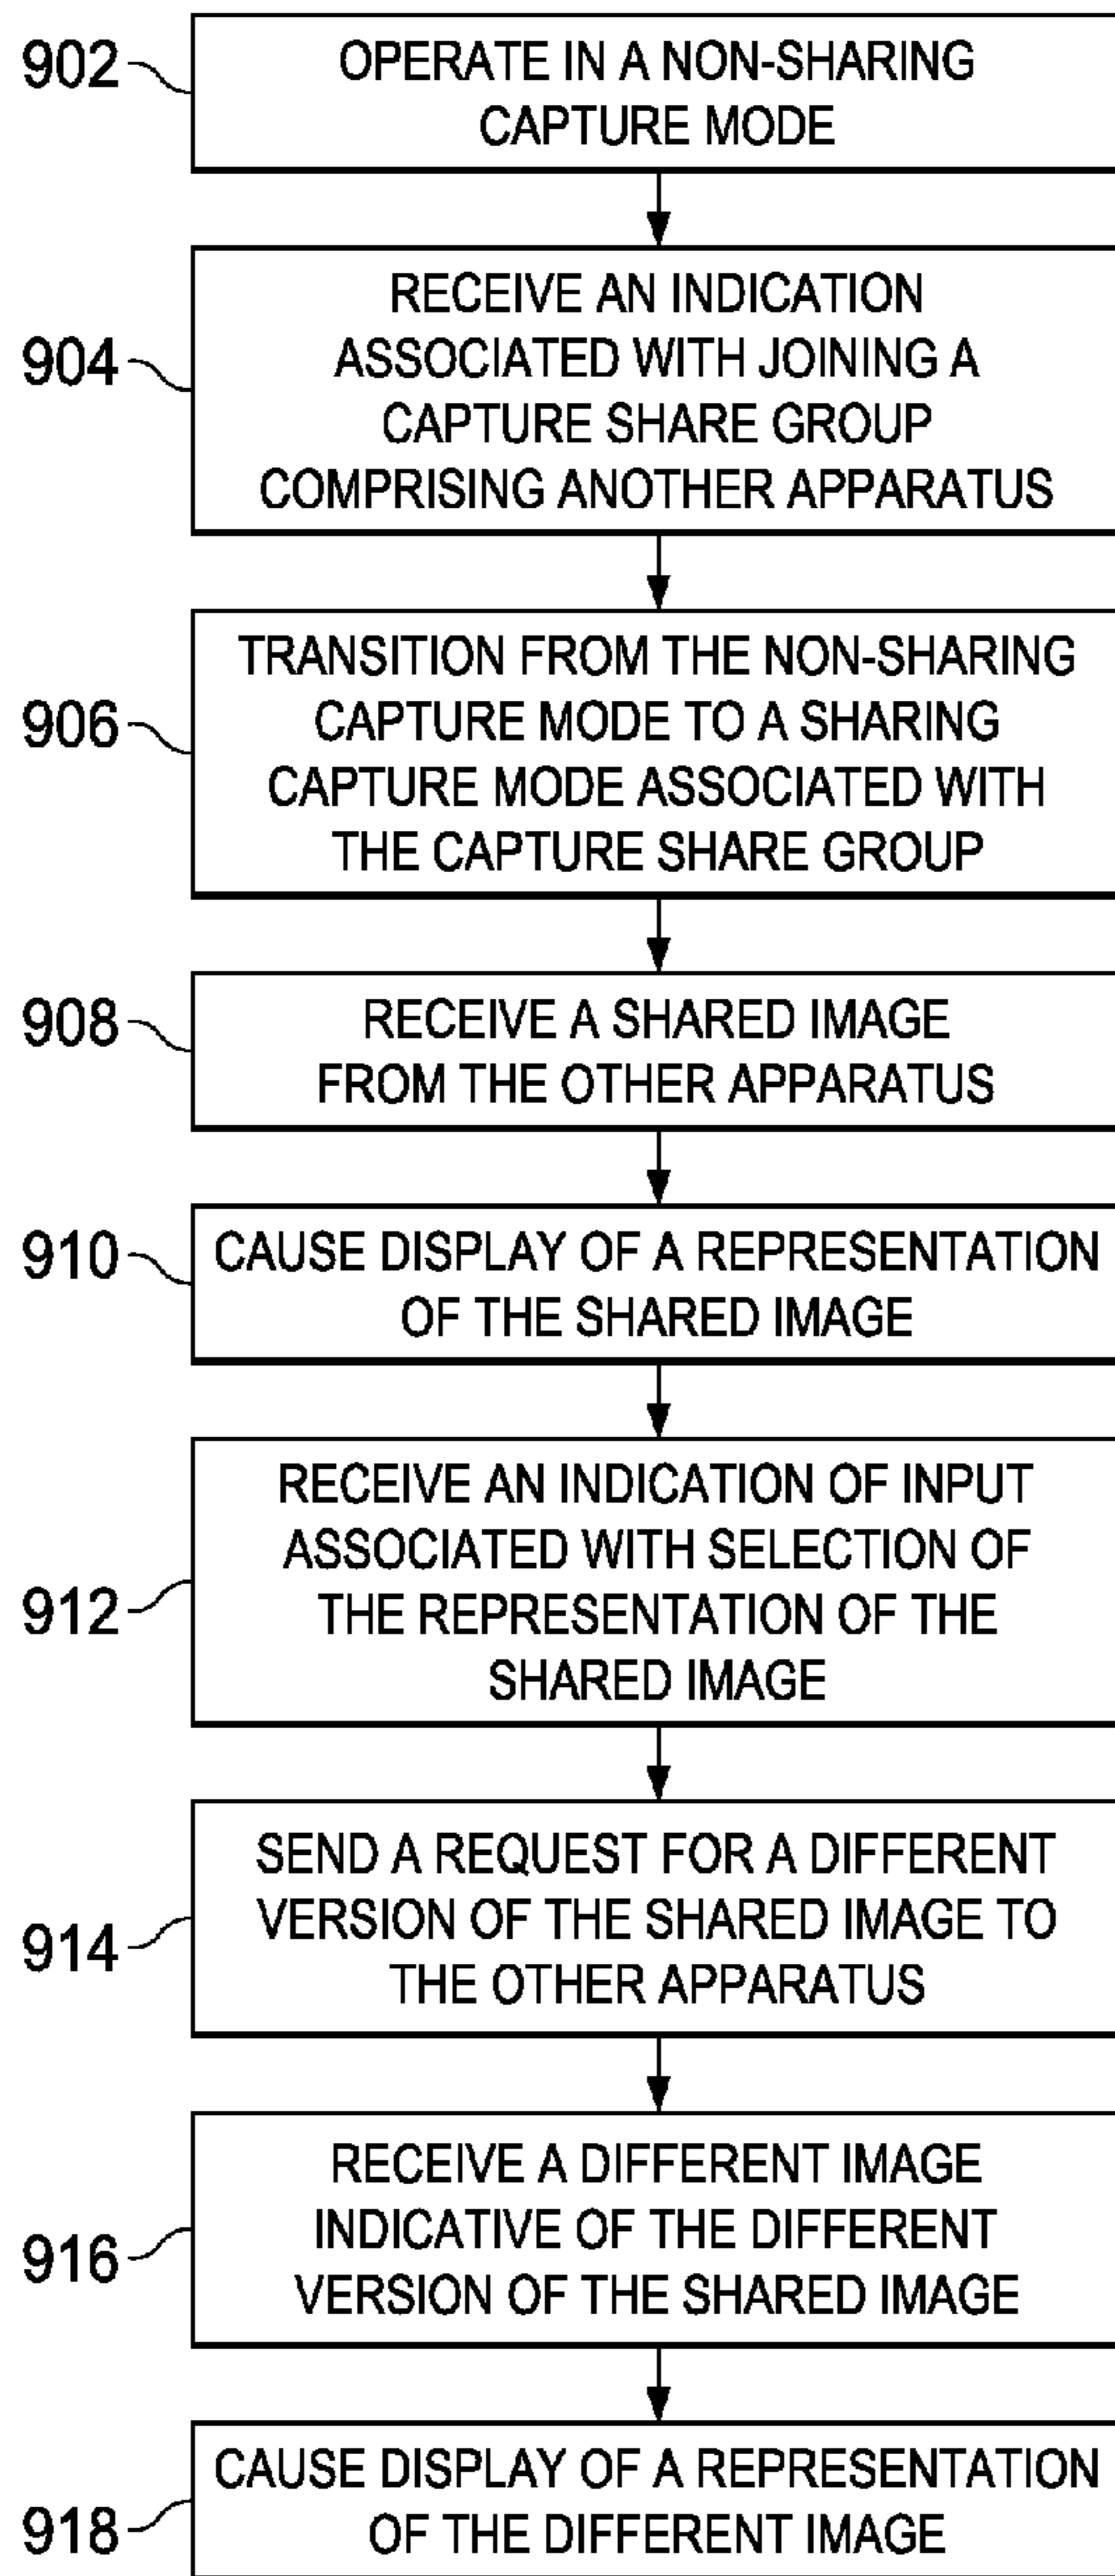 902
OPERATE IN A NON-SHARING
CAPTURE MODE
904
RECEIVE AN INDICATION
ASSOCIATED WITH JOINING A
CAPTURE SHARE GROUP
COMPRISING ANOTHER APPARATUS
906
TRANSITION FROM THE NON-SHARING
CAPTURE MODE TO A SHARING
CAPTURE MODE ASSOCIATED WITH
THE CAPTURE SHARE GROUP
908
RECEIVE A SHARED IMAGE
FROM THE OTHER APPARATUS
910
CAUSE DISPLAY OF A REPRESENTATION
OF THE SHARED IMAGE
912
RECEIVE AN INDICATION OF INPUT
ASSOCIATED WITH SELECTION OF
THE REPRESENTATION OF THE
SHARED IMAGE
914
SEND A REQUEST FOR A DIFFERENT
VERSION OF THE SHARED IMAGE TO
THE OTHER APPARATUS
916
RECEIVE A DIFFERENT IMAGE
INDICATIVE OF THE DIFFERENT
VERSION OF THE SHARED IMAGE
918
CAUSE DISPLAY OF A REPRESENTATION
OF THE DIFFERENT IMAGE